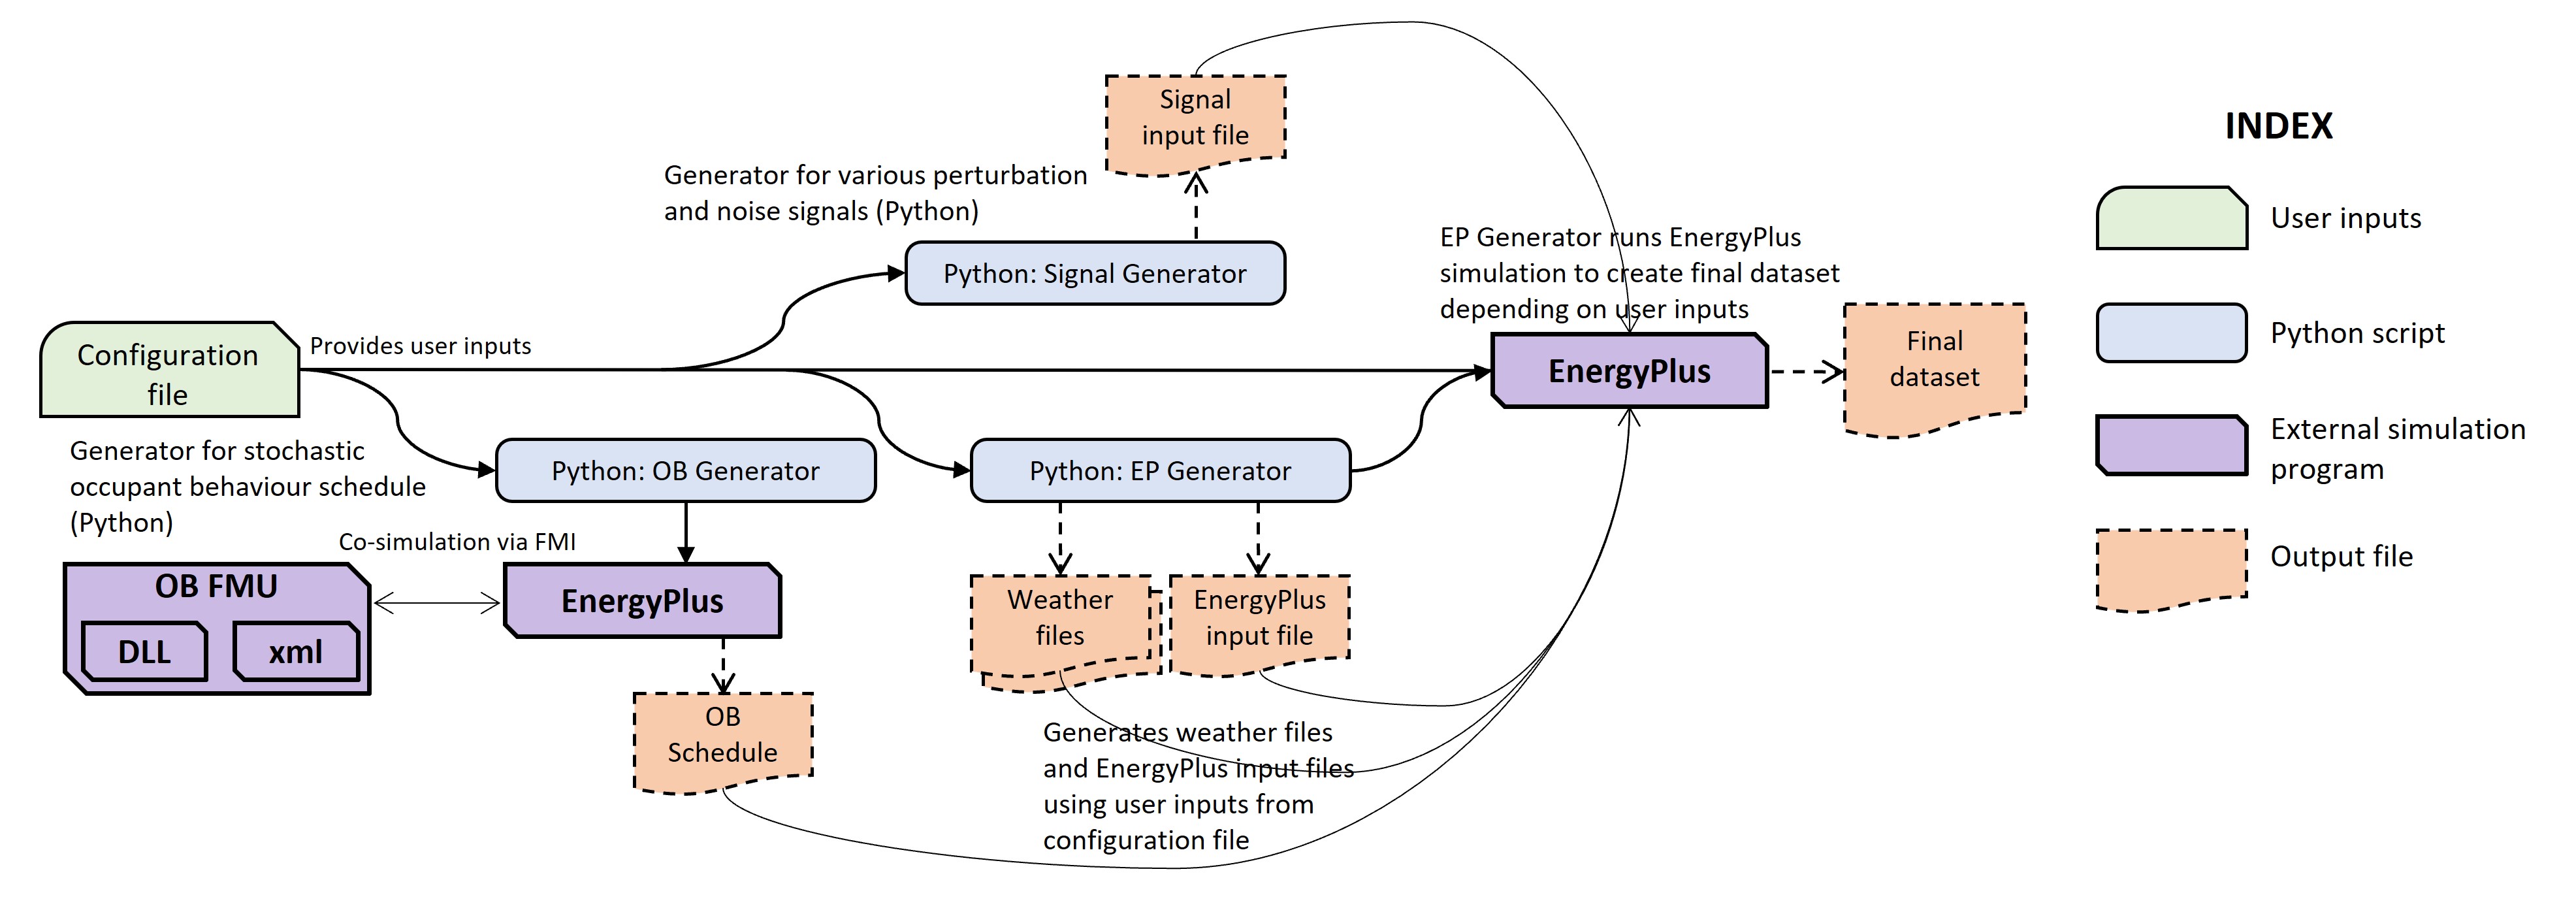 Signal
input file
Generator for various perturbation
and noise signals (Python)
Python: Signal Generator
EP Generator runs EnergyPlus
simulation to create final dataset
depending on user inputs
Configuration
file
Provides user inputs
EnergyPlus
Final
dataset
Generator for stochastic
occupant behaviour schedule
(Python)
Python: OB Generator
Python: EP Generator
Co-simulation via FMI
OB FMU
DLL
xml
EnergyPlus
OB
Schedule
Weather
files
EnergyPlus
input file
Generates weather files
and EnergyPlus input files
using user inputs from
configuration file
INDEX
User inputs
Python script
External simulation
program
Output file